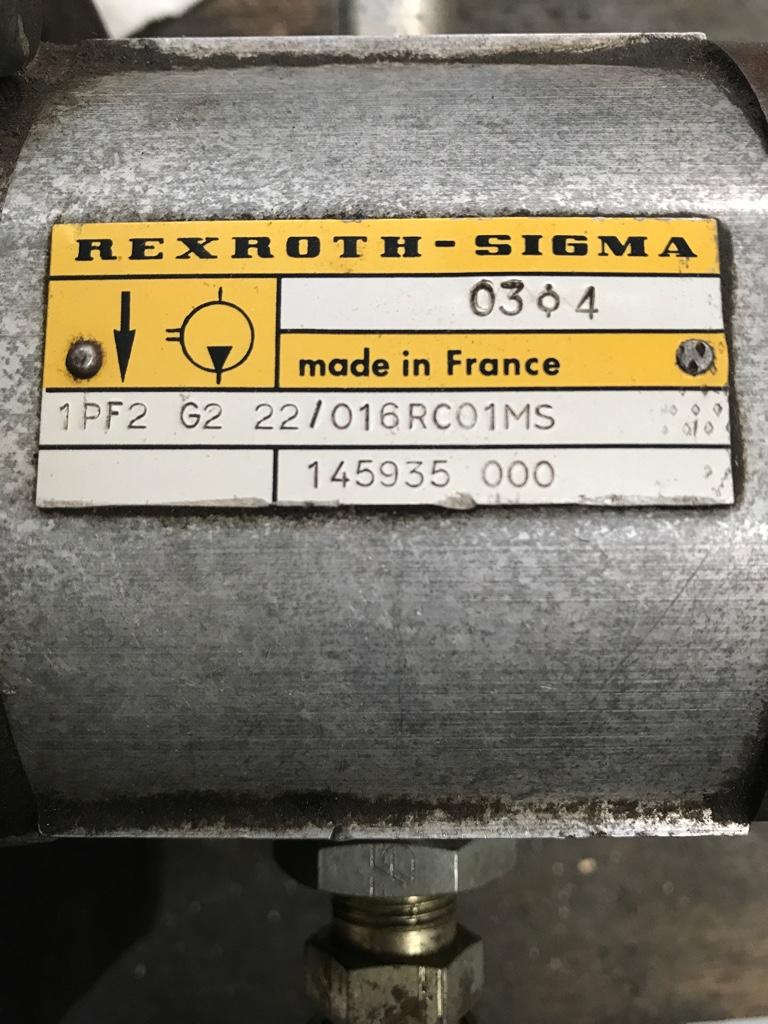 REXROTH-SIGMA
03⋄4
made in France
1PF2 G2 22/016RC01MS
145935 000